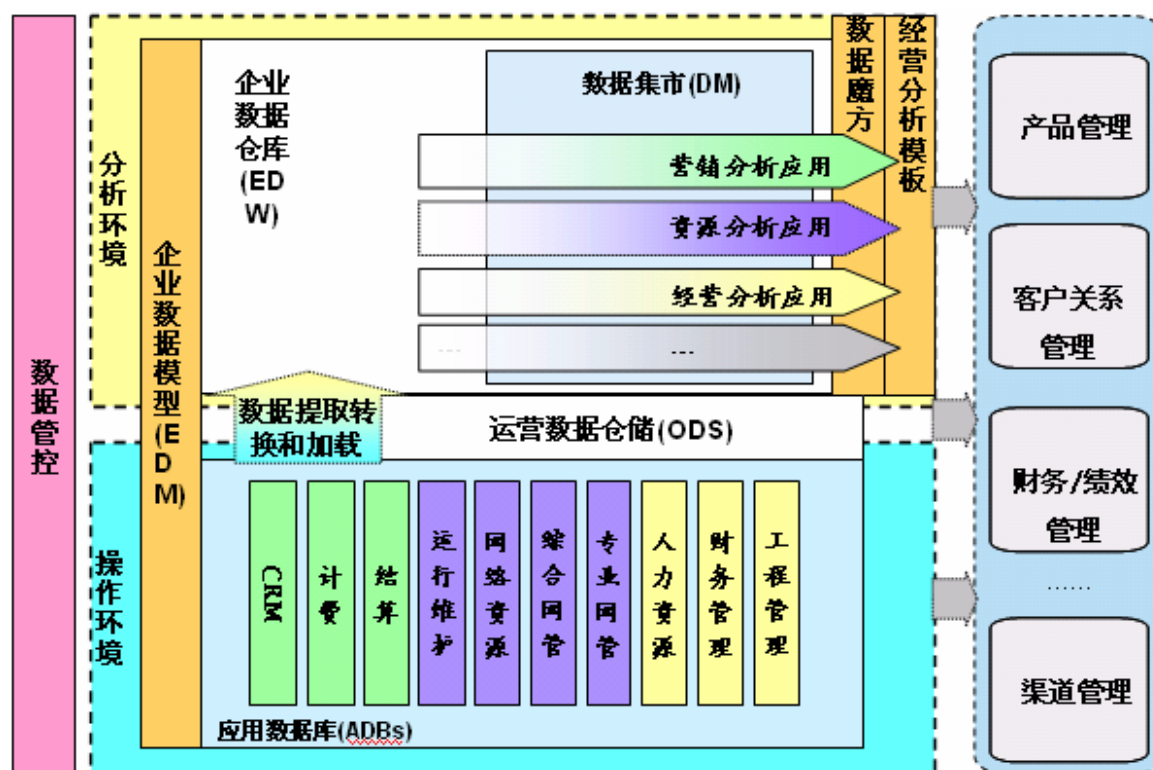 数据管控
分析环境
操作环境
企业数据模型(EDM)
企业
数据
仓库
(ED
W)
数据集市(DM)
营销分析应用
资源分析应用
经营分析应用
... ...
数据魔方
经营分析模板
数据提取转
换和加载
运营数据仓储(ODS)
CRM
计费
结算
运行维护
网络资源
综合网管
专业网管
人力资源
财务管理
工程管理
应用数据库(ADBs)
产品管理
客户关系
管理
财务/绩效
管理
……
渠道管理